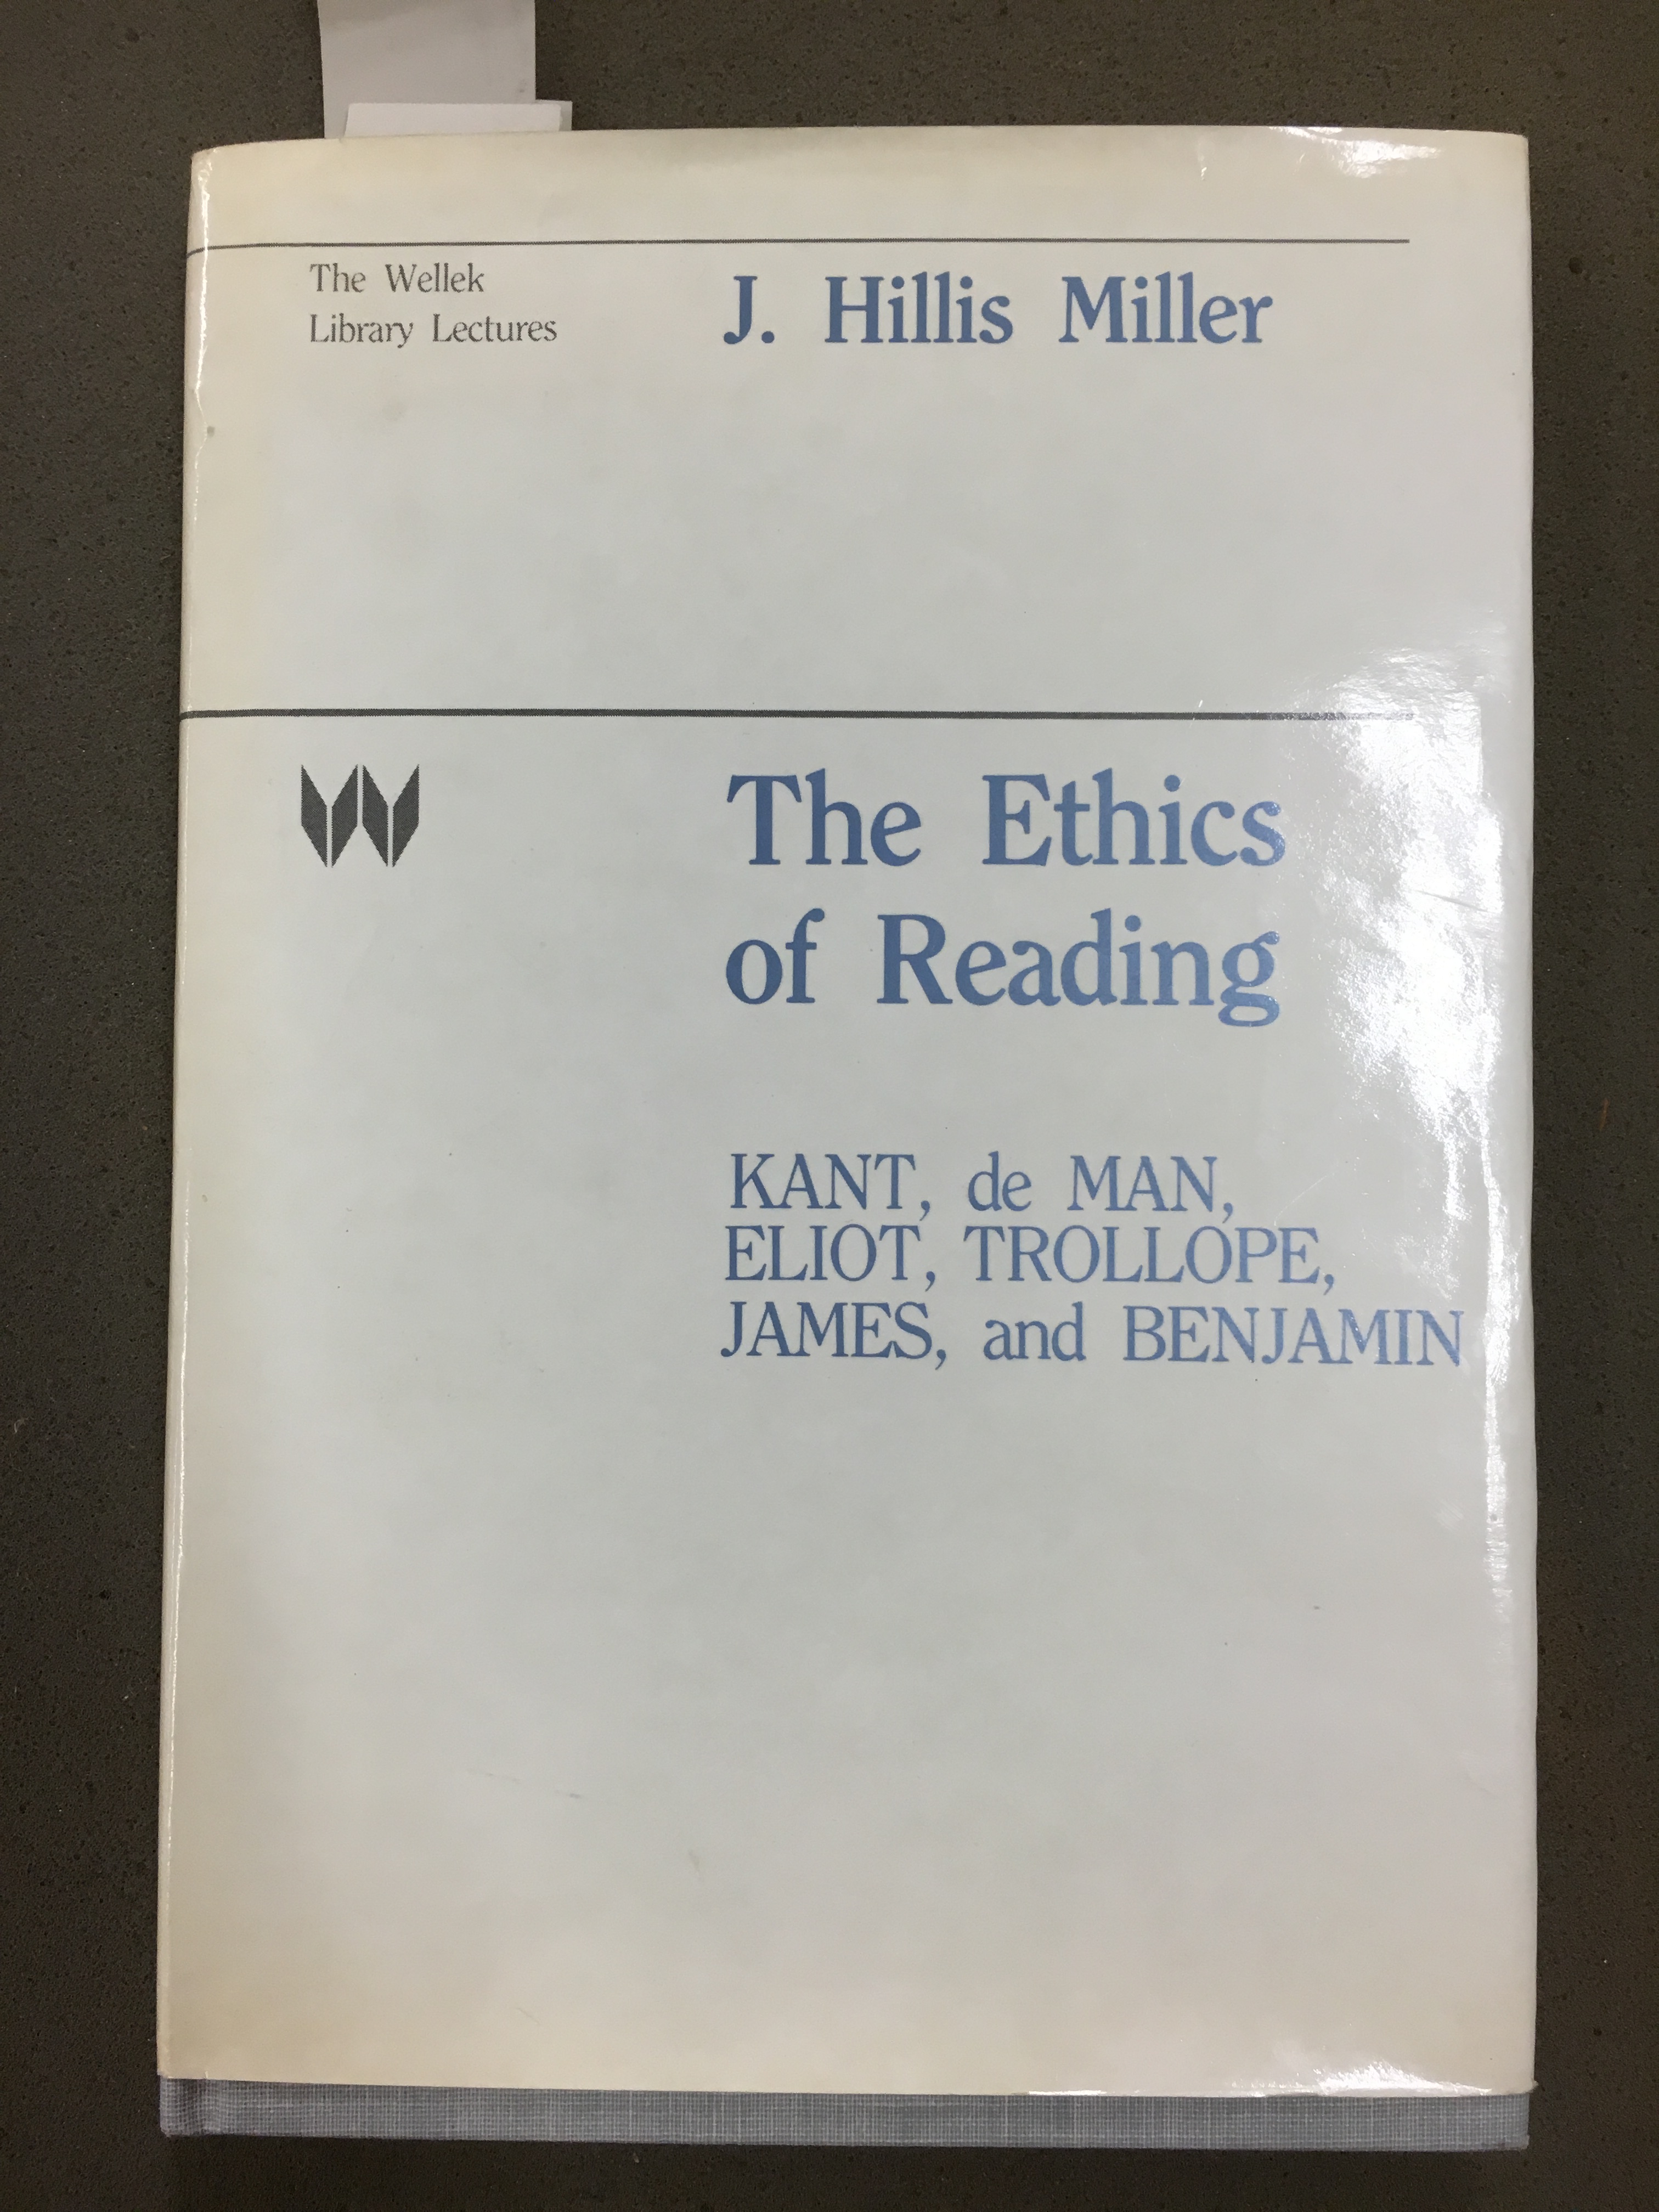 The Wellek
Library Lectures
J. Hillis Miller
The Ethics
of Reading
KANT, de MAN,
ELIOT, TROLLOPE,
JAMES, and BENJAMIN